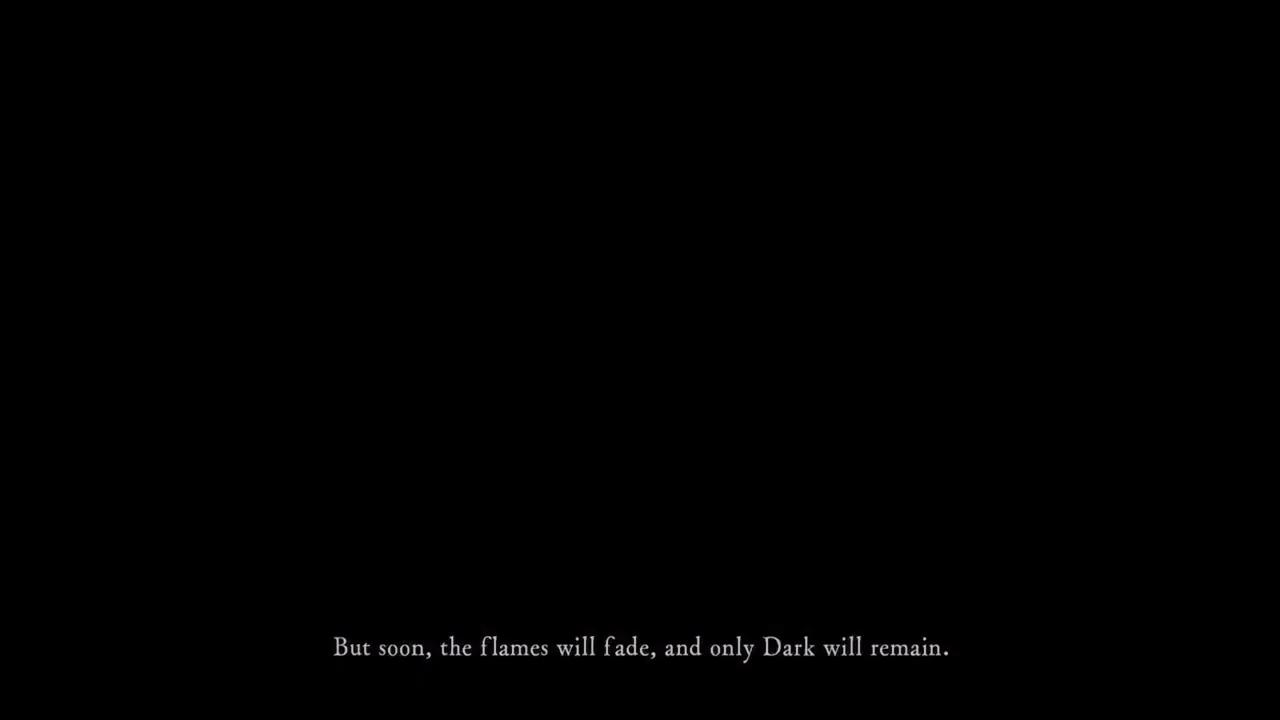 But soon, the flames will fade, and only Dark will remain.